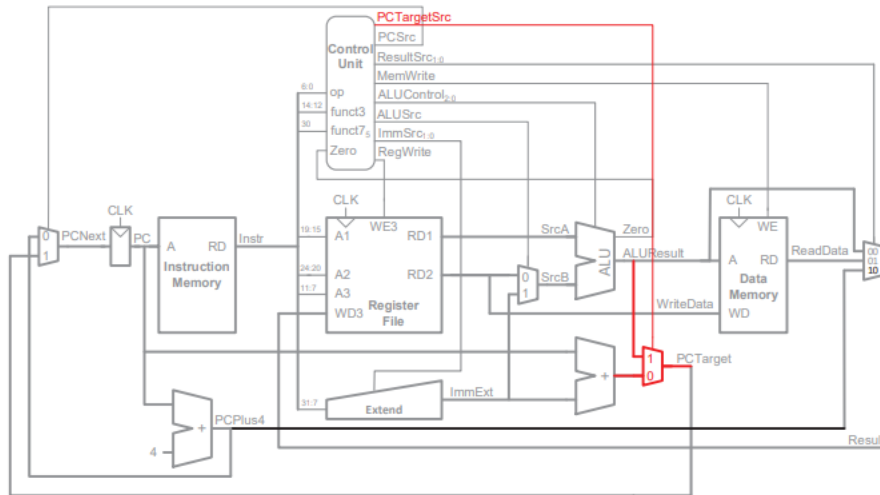 PCTargetSrc
PCSrc
Control
Unit
ResultSrc1:0
MemWrite
6:0
op
ALUControl2:0
14:12
funct3
ALUSrc
30
funct75
ImmSrc1:0
Zero
RegWrite
CLK
CLK
CLK
0
1
PCNext
PC
A
RD
Instr
Instruction
Memory
19:15
A1
WE3
RD1
SrcA
Zero
WE
24:20
A2
RD2
0
1
SrcB
ALU
ALUResult
A
RD
ReadData
00
01
10
11:7
A3
Register
File
WD3
WriteData
Data
Memory
WD
1
0
PCTarget
+
31:7
Extend
ImmExt
PCPlus4
+
4
Resul